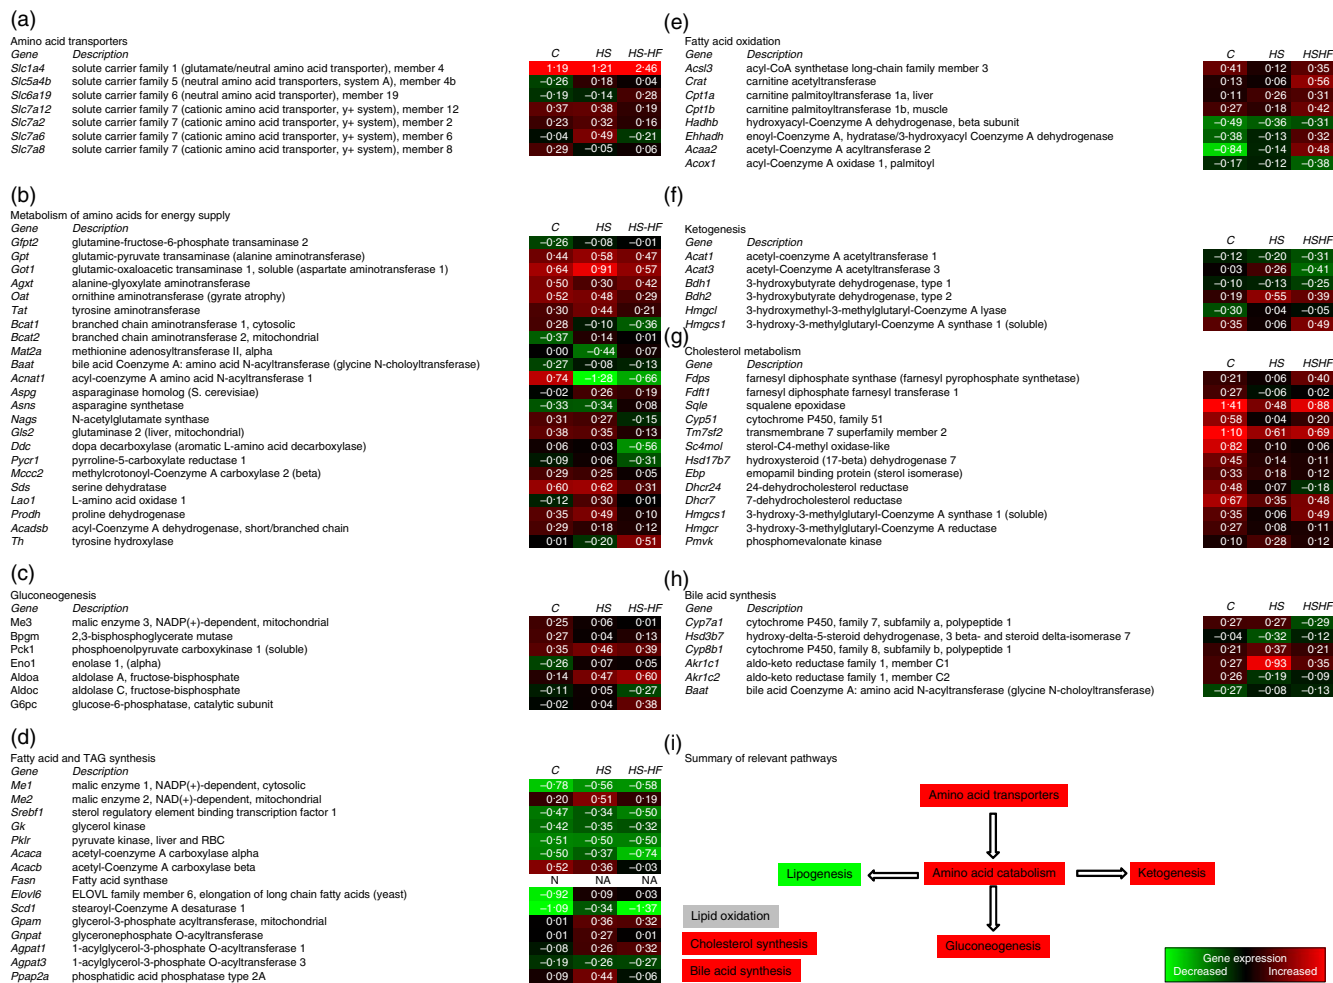 (a)
Amino acid transporters
Gene Description C HS HS-HF
Slc1a4 solute carrier family 1 (glutamate/neutral amino acid transporter), member 4 1·19 1·21 2·46
Slc5a4b solute carrier family 5 (neutral amino acid transporters, system A), member 4b −0·26 0·18 0·04
Slc6a19 solute carrier family 6 (neutral amino acid transporter), member 19 −0·19 −0·14 0·28
Slc7a12 solute carrier family 7 (cationic amino acid transporter, y+ system), member 12 0·37 0·38 0·19
Slc7a2 solute carrier family 7 (cationic amino acid transporter, y+ system), member 2 0·23 0·32 0·16
Slc7a6 solute carrier family 7 (cationic amino acid transporter, y+ system), member 6 −0·04 0·49 −0·21
Slc7a8 solute carrier family 7 (cationic amino acid transporter, y+ system), member 8 0·29 −0·05 0·06
(b)
Metabolism of amino acids for energy supply
Gene Description C HS HS-HF
Gfpt2 glutamine-fructose-6-phosphate transaminase 2 −0·26 −0·08 −0·01
Gpt glutamic-pyruvate transaminase (alanine aminotransferase) 0·44 0·58 0·47
Got1 glutamic-oxaloacetic transaminase 1, soluble (aspartate aminotransferase 1) 0·64 0·91 0·57
Agxt alanine-glyoxylate aminotransferase 0·50 0·30 0·42
Oat ornithine aminotransferase (gyrate atrophy) 0·52 0·48 0·29
Tat tyrosine aminotransferase 0·30 0·44 0·21
Bcat1 branched chain aminotransferase 1, cytosolic 0·28 −0·10 −0·36
Bcat2 branched chain aminotransferase 2, mitochondrial −0·37 0·14 0·01
Mat2a methionine adenosyltransferase II, alpha 0·00 −0·44 0·07
Baat bile acid Coenzyme A: amino acid N-acyltransferase (glycine N-choloyltransferase) -0·27 −0·08 −0·13
Acnat1 acyl-coenzyme A amino acid N-acyltransferase 1 0·74 −1·28 −0·66
Aspg asparaginase homolog (S. cerevisiae) −0·02 0·26 0·19
Asns asparagine synthetase −0·33 −0·34 0·08
Nags N-acetylglutamate synthase 0·31 0·27 -0·15
Gls2 glutaminase 2 (liver, mitochondrial) 0·38 0·35 0·13
Ddc dopa decarboxylase (aromatic L-amino acid decarboxylase) 0·06 0·03 −0·56
Pycr1 pyrroline-5-carboxylate reductase 1 −0·09 0·06 −0·31
Mccc2 methylcrotonoyl-Coenzyme A carboxylase 2 (beta) 0·29 0·25 0·05
Sds serine dehydratase 0·60 0·62 0·31
Lao1 L-amino acid oxidase 1 −0·12 0·30 0·01
Prodh proline dehydrogenase 0·35 0·49 0·10
Acadsb acyl-Coenzyme A dehydrogenase, short/branched chain 0·29 0·18 0·12
Th tyrosine hydroxylase 0·01 −0·20 0·51
(c)
Gluconeogenesis
Gene Description C HS HS-HF
Me3 malic enzyme 3, NADP(+)-dependent, mitochondrial 0·25 0·06 0·01
Bpgm 2,3-bisphosphoglycerate mutase 0·27 0·04 0·13
Pck1 phosphoenolpyruvate carboxykinase 1 (soluble) 0·35 0·46 0·39
Eno1 enolase 1, (alpha) −0·26 0·07 0·05
Aldoa aldolase A, fructose-bisphosphate 0·14 0·47 0·60
Aldoc aldolase C, fructose-bisphosphate −0·11 0·05 −0·27
G6pc glucose-6-phosphatase, catalytic subunit −0·02 0·04 0·38
(d)
Fatty acid and TAG synthesis
Gene Description C HS HS-HF
Me1 malic enzyme 1, NADP(+)-dependent, cytosolic −0·78 −0·56 −0·58
Me2 malic enzyme 2, NAD(+)-dependent, mitochondrial 0·20 0·51 0·19
Srebf1 sterol regulatory element binding transcription factor 1 −0·47 −0·34 −0·50
Gk glycerol kinase −0·42 −0·35 −0·32
Pklr pyruvate kinase, liver and RBC −0·51 −0·50 −0·50
Acaca acetyl-coenzyme A carboxylase alpha −0·50 −0·37 −0·74
Acacb acetyl-Coenzyme A carboxylase beta 0·52 0·36 −0·03
Fasn Fatty acid synthase N NA NA
Elovl6 ELOVL family member 6, elongation of long chain fatty acids (yeast) −0·92 0·09 0·03
Scd1 stearoyl-Coenzyme A desaturase 1 −1·09 −0·34 −1·37
Gpam glycerol-3-phosphate acyltransferase, mitochondrial 0·01 0·36 0·32
Gnpat glyceronephosphate O-acyltransferase 0·01 0·27 0·01
Agpat1 1-acylglycerol-3-phosphate O-acyltransferase 1 −0·08 0·26 0·32
Agpat3 1-acylglycerol-3-phosphate O-acyltransferase 3 −0·19 −0·26 −0·27
Ppap2a phosphatidic acid phosphatase type 2A 0·09 0·44 −0·06
(e)
Fatty acid oxidation
Gene Description C HS HSHF
Acsl3 acyl-CoA synthetase long-chain family member 3 0·41 0·12 0·35
Crat carnitine acetyltransferase 0·13 0·06 0·56
Cpt1a carnitine palmitoyltransferase 1a, liver 0·11 0·26 0·31
Cpt1b carnitine palmitoyltransferase 1b, muscle 0·27 0·18 0·42
Hadhb hydroxyacyl-Coenzyme A dehydrogenase, beta subunit −0·49 −0·36 −0·31
Ehhadh enoyl-Coenzyme A, hydratase/3-hydroxyacyl Coenzyme A dehydrogenase −0·38 −0·13 0·32
Acaa2 acetyl-Coenzyme A acyltransferase 2 −0·84 −0·14 0·48
Acox1 acyl-Coenzyme A oxidase 1, palmitoyl −0·17 −0·12 −0·38
(f)
Ketogenesis
Gene Description C HS HSHF
Acat1 acetyl-coenzyme A acetyltransferase 1 −0·12 −0·20 −0·31
Acat3 acetyl-Coenzyme A acetyltransferase 3 0·03 0·26 −0·41
Bdh1 3-hydroxybutyrate dehydrogenase, type 1 −0·10 −0·13 −0·25
Bdh2 3-hydroxybutyrate dehydrogenase, type 2 0·19 0·55 0·39
Hmgcl 3-hydroxymethyl-3-methylglutaryl-Coenzyme A lyase −0·30 0·04 −0·05
Hmgcs1 3-hydroxy-3-methylglutaryl-Coenzyme A synthase 1 (soluble) 0·35 0·06 0·49
(g)
Cholesterol metabolism
Gene Description C HS HSHF
Fdps farnesyl diphosphate synthase (farnesyl pyrophosphate synthetase) 0·21 0·06 0·40
Fdft1 farnesyl diphosphate farnesyl transferase 1 0·27 −0·06 0·02
Sqle squalene epoxidase 1·41 0·48 0·88
Cyp51 cytochrome P450, family 51 0·58 0·04 0·20
Tm7sf2 transmembrane 7 superfamily member 2 1·10 0·61 0·69
Sc4mol sterol-C4-methyl oxidase-like 0·82 0·10 0·06
Hsd17b7 hydroxysteroid (17-beta) dehydrogenase 7 0·45 0·14 0·11
Ebp emopamil binding protein (sterol isomerase) 0·33 0·18 0·12
Dhcr24 24-dehydrocholesterol reductase 0·48 0·07 −0·18
Dhcr7 7-dehydrocholesterol reductase 0·67 0·35 0·48
Hmgcs1 3-hydroxy-3-methylglutaryl-Coenzyme A synthase 1 (soluble) 0·35 0·06 0·49
Hmgcr 3-hydroxy-3-methylglutaryl-Coenzyme A reductase 0·27 0·08 0·11
Pmvk phosphomevalonate kinase 0·10 0·28 0·12
(h)
Bile acid synthesis
Gene Description C HS HSHF
Cyp7a1 cytochrome P450, family 7, subfamily a, polypeptide 1 0·27 0·27 −0·29
Hsd3b7 hydroxy-delta-5-steroid dehydrogenase, 3 beta- and steroid delta-isomerase 7 −0·04 −0·32 −0·12
Cyp8b1 cytochrome P450, family 8, subfamily b, polypeptide 1 0·21 0·37 0·21
Akr1c1 aldo-keto reductase family 1, member C1 0·27 0·93 0·35
Akr1c2 aldo-keto reductase family 1, member C2 0·26 −0·19 −0·09
Baat bile acid Coenzyme A: amino acid N-acyltransferase (glycine N-choloyltransferase) −0·27 −0·08 −0·13
(i)
Summary of relevant pathways
Amino acid transporters
Lipogenesis Amino acid catabolism Ketogenesis
Lipid oxidation
Cholesterol synthesis Gluconeogenesis
Bile acid synthesis
Gene expression
Decreased Increased